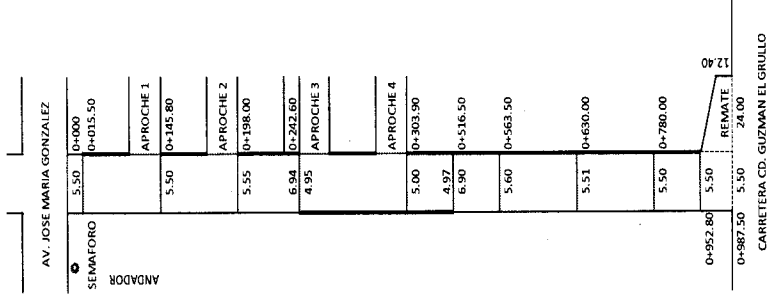 AV. JOSE MARIA GONZALEZ
5.50 0+000
SEMAFORO
0+015.50
ANDADOR
APROCHE 1
5.50 0+145.80
APROCHE 2
5.55 0+198.00
6.94 0+242.60
4.95 APROCHE 3
APROCHE 4
5.00 0+303.90
4.97
6.90 0+516.50
5.60 0+563.50
5.51 0+630.00
5.50 0+780.00
12.40
0+952.80 5.50 REMATE
0+987.50 5.50 24.00
CARRETERA CD. GUZMAN EL GRULLO